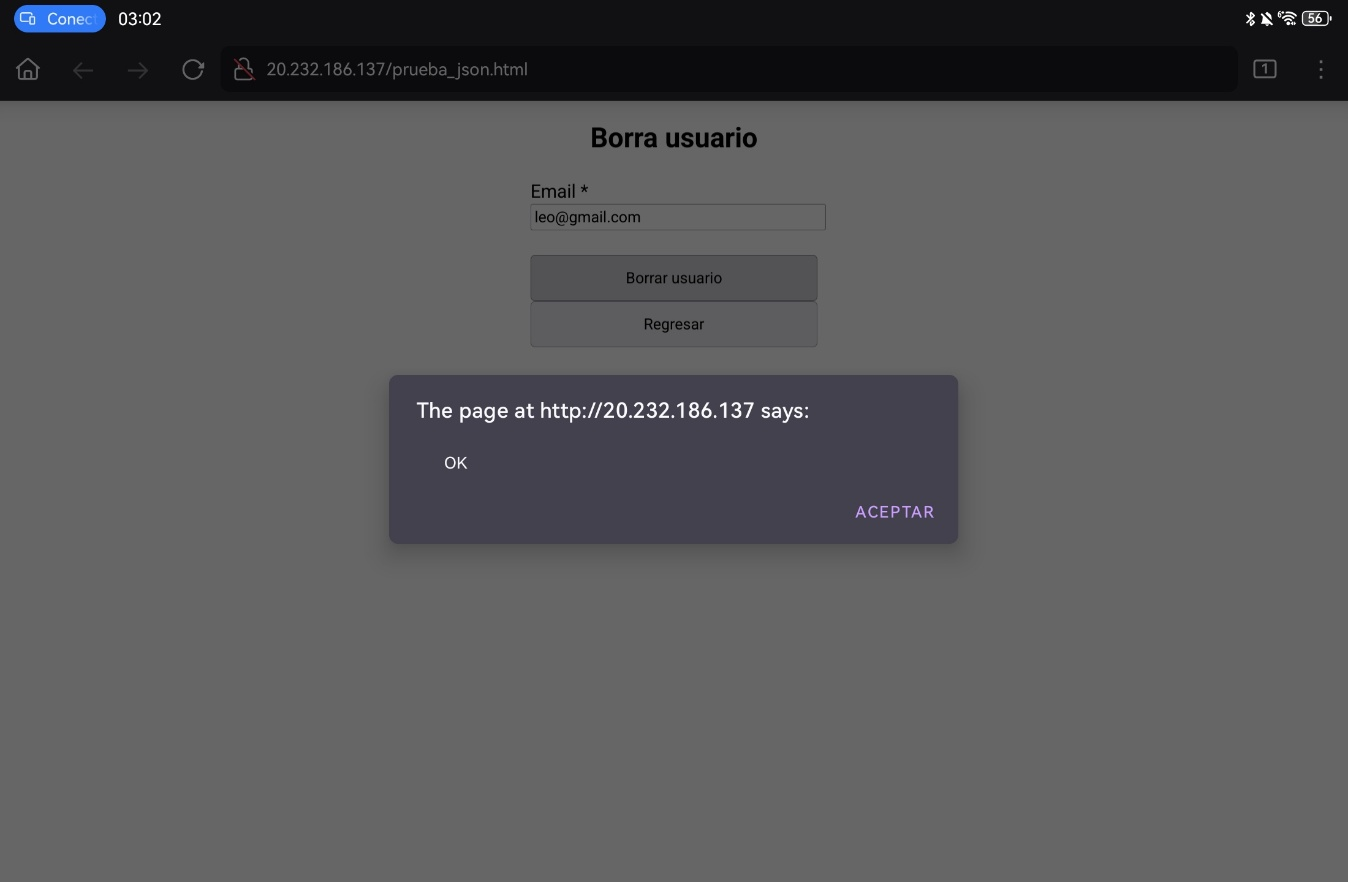 Conec
03:02
56
20.232.186.137/prueba_json.html
1
Borra usuario
Email *
leo@gmail.com
Borrar usuario
Regresar
The page at http://20.232.186.137 says:
OK
ACEPTAR